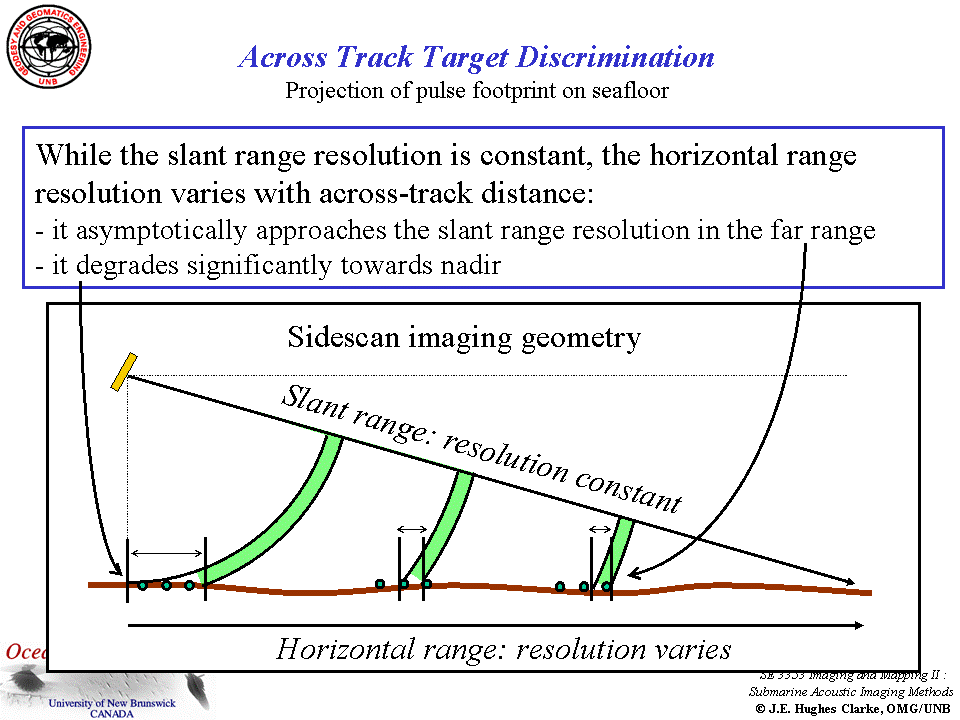 GEODESY AND GEOMATICS ENGINEERING
UNB
Across Track Target Discrimination
Projection of pulse footprint on seafloor
While the slant range resolution is constant, the horizontal range
resolution varies with across-track distance:
- it asymptotically approaches the slant range resolution in the far range
- it degrades significantly towards nadir
Sidescan imaging geometry
Slant range: resolution constant
Horizontal range: resolution varies
Ocea
University of New Brunswick
CANADA
SE 3353 Imaging and Mapping II :
Submarine Acoustic Imaging Methods
© J.E. Hughes Clarke, OMG/UNB